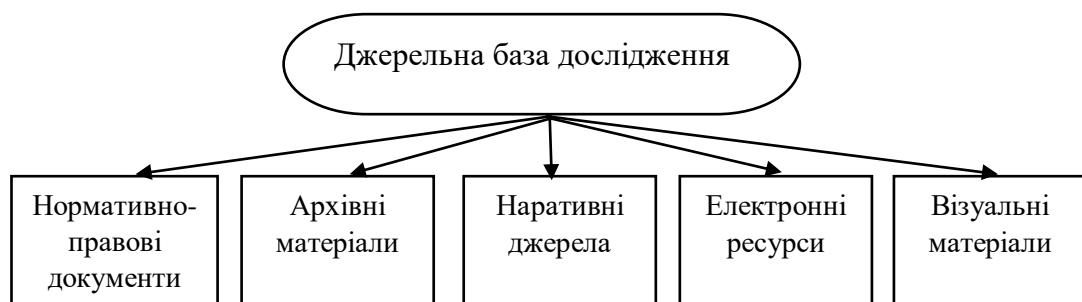 Джерельна база дослідження
Нормативно-
правові
документи
Архівні
матеріали
Наративні
джерела
Електронні
ресурси
Візуальні
матеріали